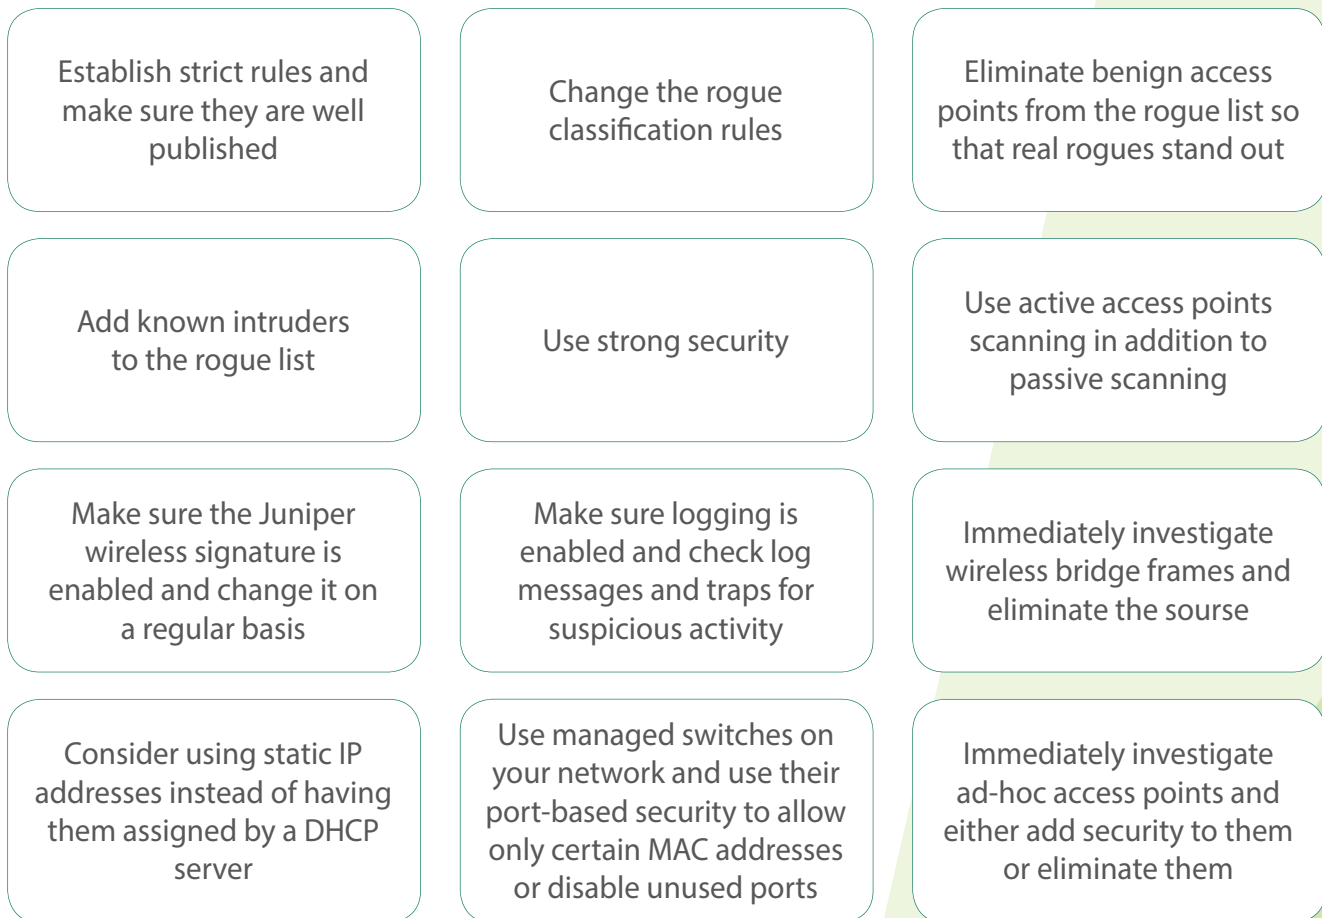 Establish strict rules and
make sure they are well
published
Change the rogue
classification rules
Eliminate benign access
points from the rogue list so
that real rogues stand out
Add known intruders
to the rogue list
Use strong security
Use active access points
scanning in addition to
passive scanning
Make sure the Juniper
wireless signature is
enabled and change it on
a regular basis
Make sure logging is
enabled and check log
messages and traps for
suspicious activity
Immediately investigate
wireless bridge frames and
eliminate the sourse
Consider using static IP
addresses instead of having
them assigned by a DHCP
server
Use managed switches on
your network and use their
port-based security to allow
only certain MAC addresses
or disable unused ports
Immediately investigate
ad-hoc access points and
either add security to them
or eliminate them